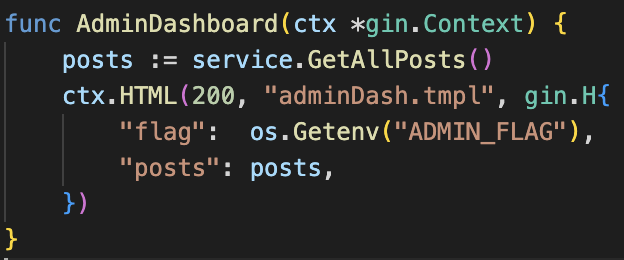 func AdminDashboard(ctx *gin.Context) {
    posts := service.GetAllPosts()
    ctx.HTML(200, "adminDash.tmpl", gin.H{
        "flag":  os.Getenv("ADMIN_FLAG"),
        "posts": posts,
    })
}